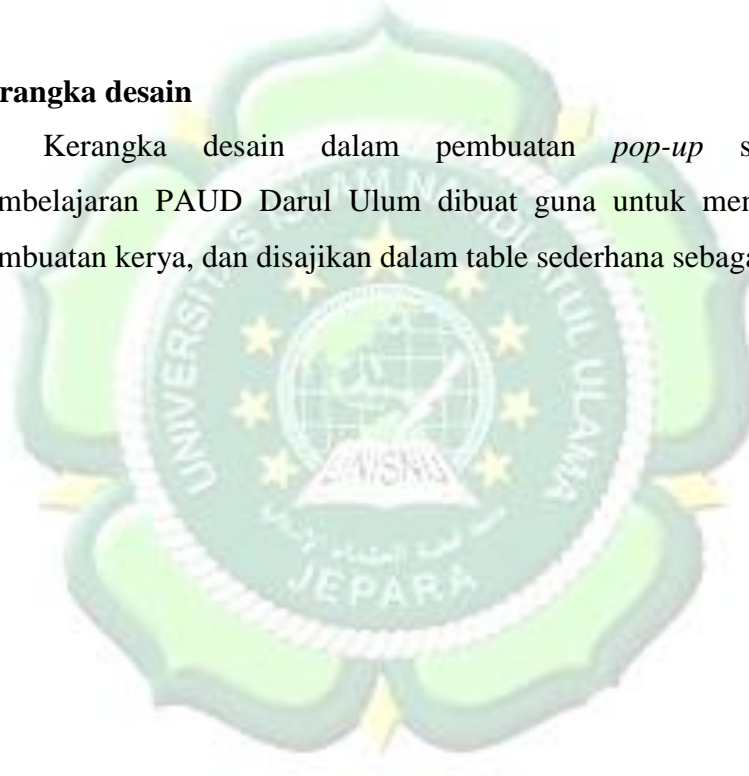 rangka desain
Kerangka desain dalam pembuatan pop-up s
mbelajaran PAUD Darul Ulum dibuat guna untuk men
mbuatan kerya, dan disajikan dalam table sederhana sebaga
UNIVERSITAS ISLAM NAHDLATUL ULAMA
UNISNU
JEPARA